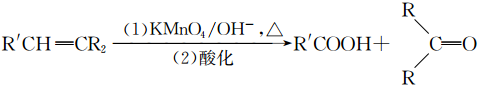 R
R′CH=CR₂ (1)KMnO₄/OH⁻,△ (2)酸化 → R′COOH+ C=O
R